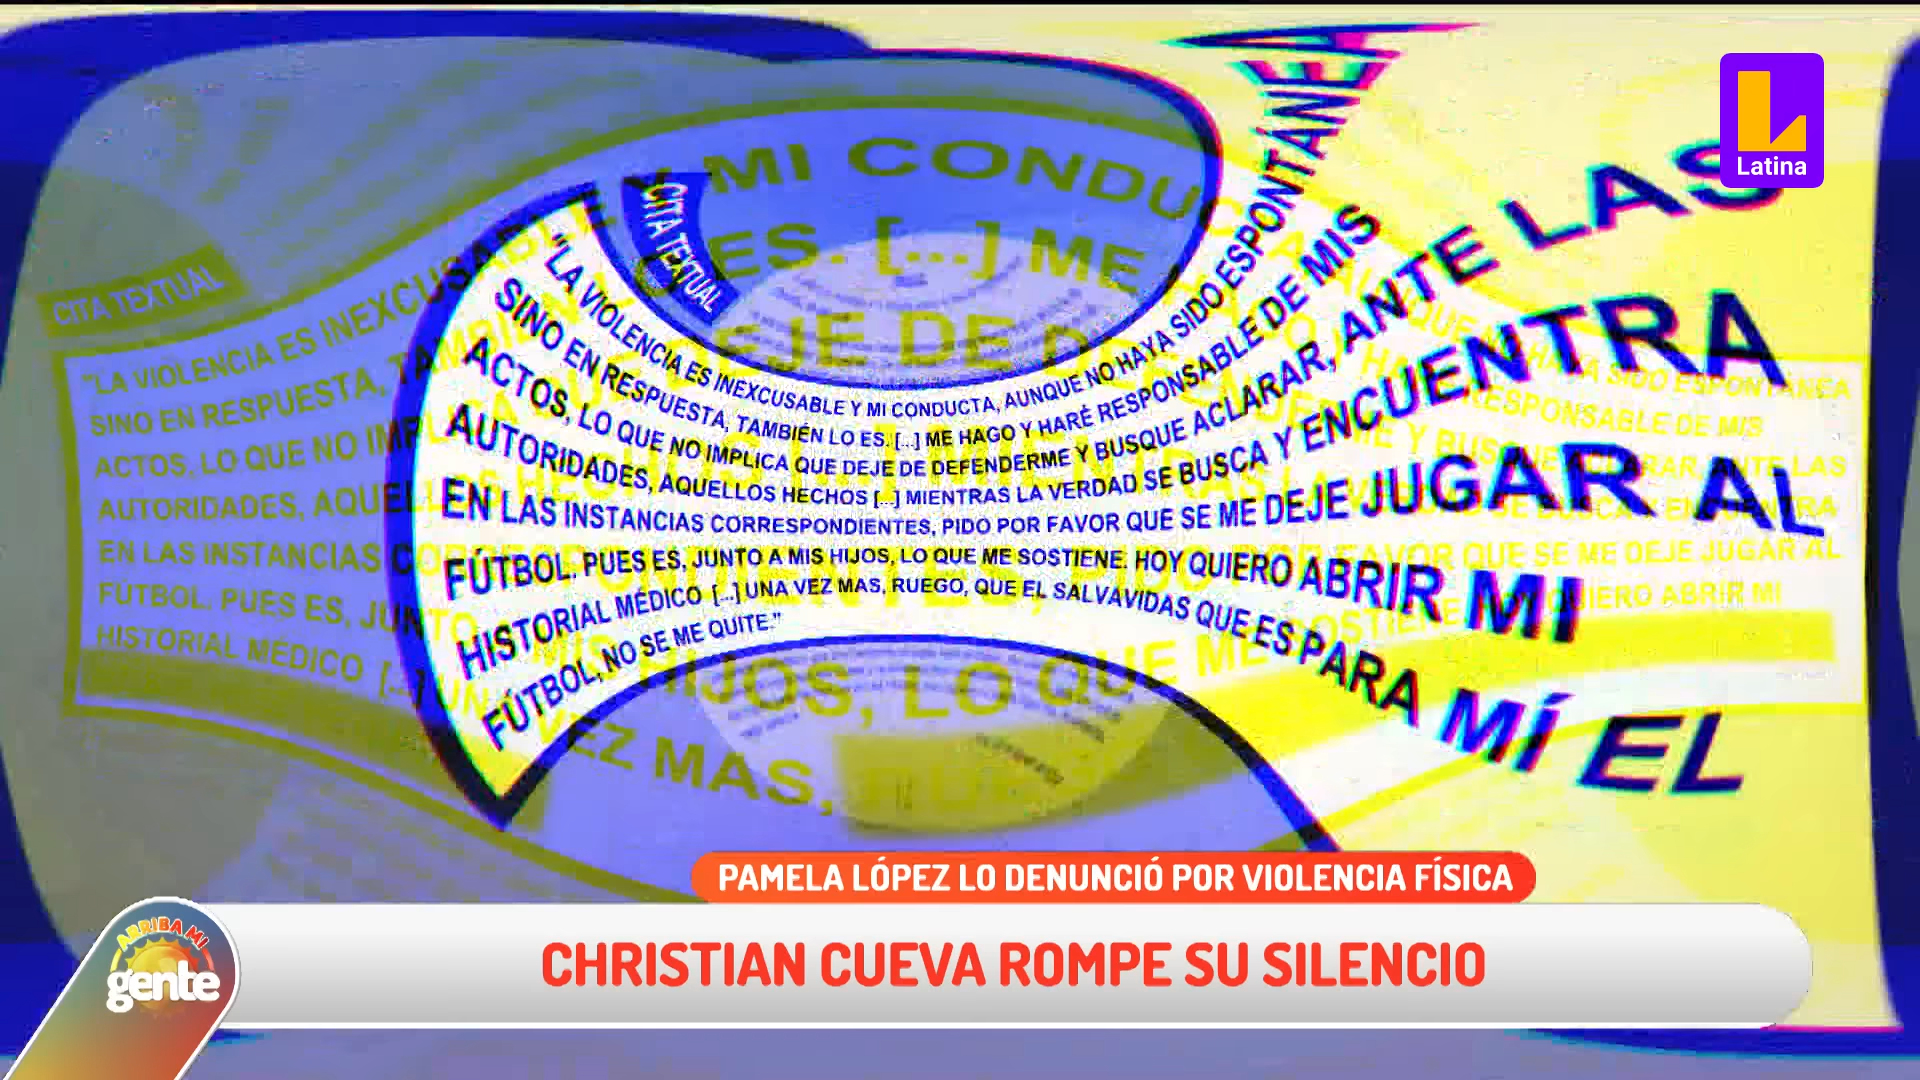 Latina
CITA TEXTUAL
"LA VIOLENCIA ES INEXCUSABLE Y MI CONDUCTA, AUNQUE NO HAYA SIDO ESPONTÁNEA
SINO EN RESPUESTA, TAMBIÉN LO ES. [...] ME HAGO Y HARÉ RESPONSABLE DE MIS
ACTOS, LO QUE NO IMPLICA QUE DEJE DE DEFENDERME Y BUSQUE ACLARAR, ANTE LAS
AUTORIDADES, AQUELLOS HECHOS [...] MIENTRAS LA VERDAD SE BUSCA Y ENCUENTRA
EN LAS INSTANCIAS CORRESPONDIENTES, PIDO POR FAVOR QUE SE ME DEJE JUGAR AL
FÚTBOL. PUES ES, JUNTO A MIS HIJOS, LO QUE ME SOSTIENE. HOY QUIERO ABRIR MI
HISTORIAL MÉDICO [...] UNA VEZ MAS, RUEGO, QUE EL SALVAVIDAS QUE ES PARA MÍ EL
FÚTBOL, NO SE ME QUITE."
PAMELA LÓPEZ LO DENUNCIÓ POR VIOLENCIA FÍSICA
CHRISTIAN CUEVA ROMPE SU SILENCIO
ARRIBA MI
gente